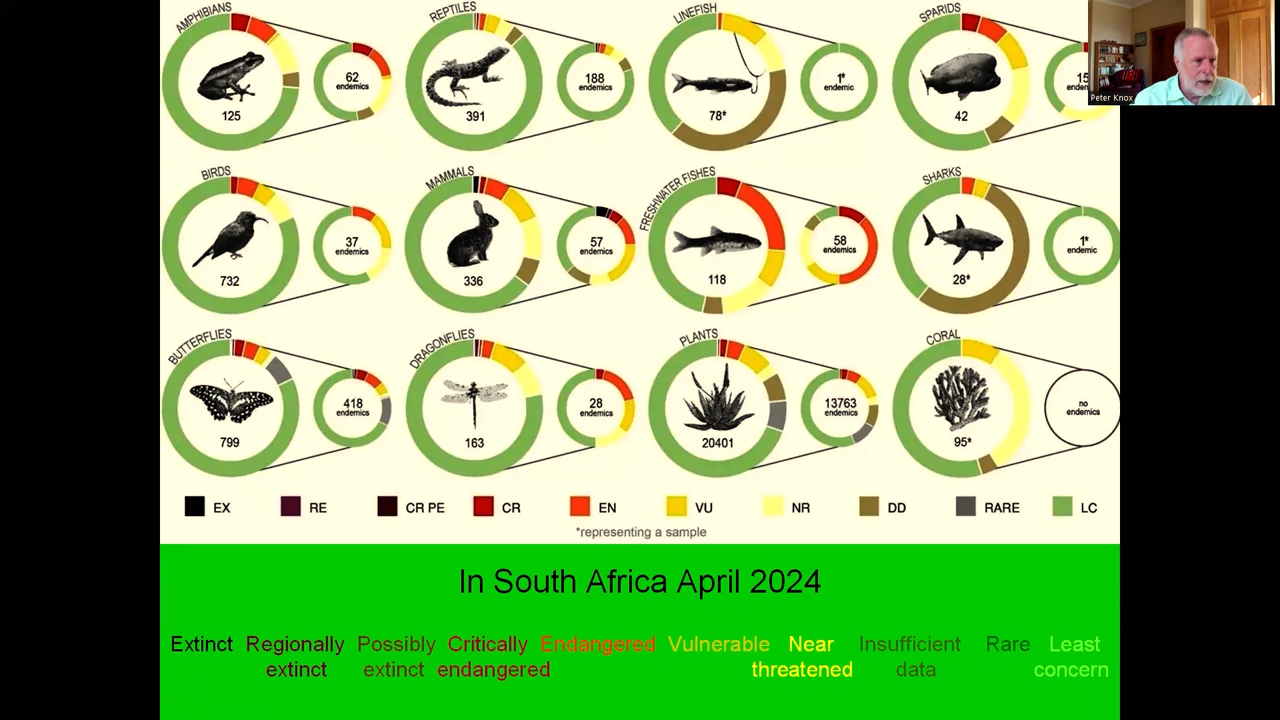 AMPHIBIANS
125
62
endemics
REPTILES
391
188
endemics
LINEFISH
78*
1*
endemic
SPARIDS
42
15
Peter Knox
BIRDS
732
37
endemics
MAMMALS
336
57
endemics
FRESHWATER FISHES
118
58
endemics
SHARKS
28*
1*
endemic
BUTTERFLIES
799
418
endemics
DRAGONFLIES
163
28
endemics
PLANTS
20401
13763
endemics
CORAL
95*
no
endemics
EX RE CR PE CR EN VU NR DD RARE LC
*representing a sample
In South Africa April 2024
Extinct Regionally Possibly Critically Endangered Vulnerable Near Insufficient Rare Least
extinct extinct endangered threatened data concern